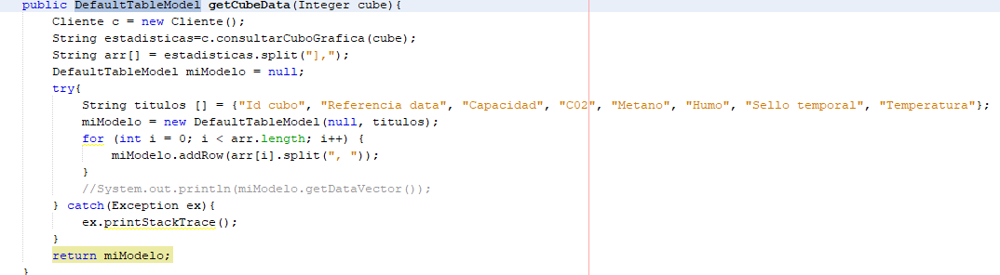 public DefaultTableModel getCubeData(Integer cube){
    Cliente c = new Cliente();
    String estadisticas=c.consultarCuboGrafica(cube);
    String arr[] = estadisticas.split("],");
    DefaultTableModel miModelo = null;
    try{
        String titulos [] = {"Id cubo", "Referencia data", "Capacidad", "CO2", "Metano", "Humo", "Sello temporal", "Temperatura"};
        miModelo = new DefaultTableModel(null, titulos);
        for (int i = 0; i < arr.length; i++) {
            miModelo.addRow(arr[i].split(", "));
        }
        //System.out.println(miModelo.getDataVector());
    } catch(Exception ex){
        ex.printStackTrace();
    }
    return miModelo;
}